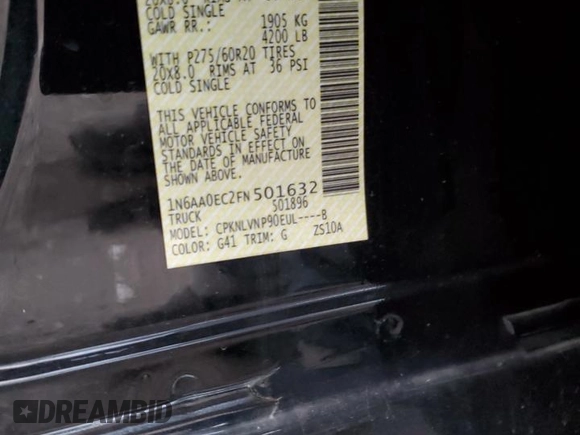 COLD SINGLE
GAWR RR.: 1905 KG
4200 LB
WITH P275/60R20 TIRES
20X8.0 RIMS AT 36 PSI
COLD SINGLE
THIS VEHICLE CONFORMS TO
ALL APPLICABLE FEDERAL
MOTOR VEHICLE SAFETY
STANDARDS IN EFFECT ON
THE DATE OF MANUFACTURE
SHOWN ABOVE.
1N6AA0EC2FN501632
TRUCK 501896
MODEL: CPKNLVNP90EUL----B
COLOR: G41 TRIM: G ZS10A
DREAMBID